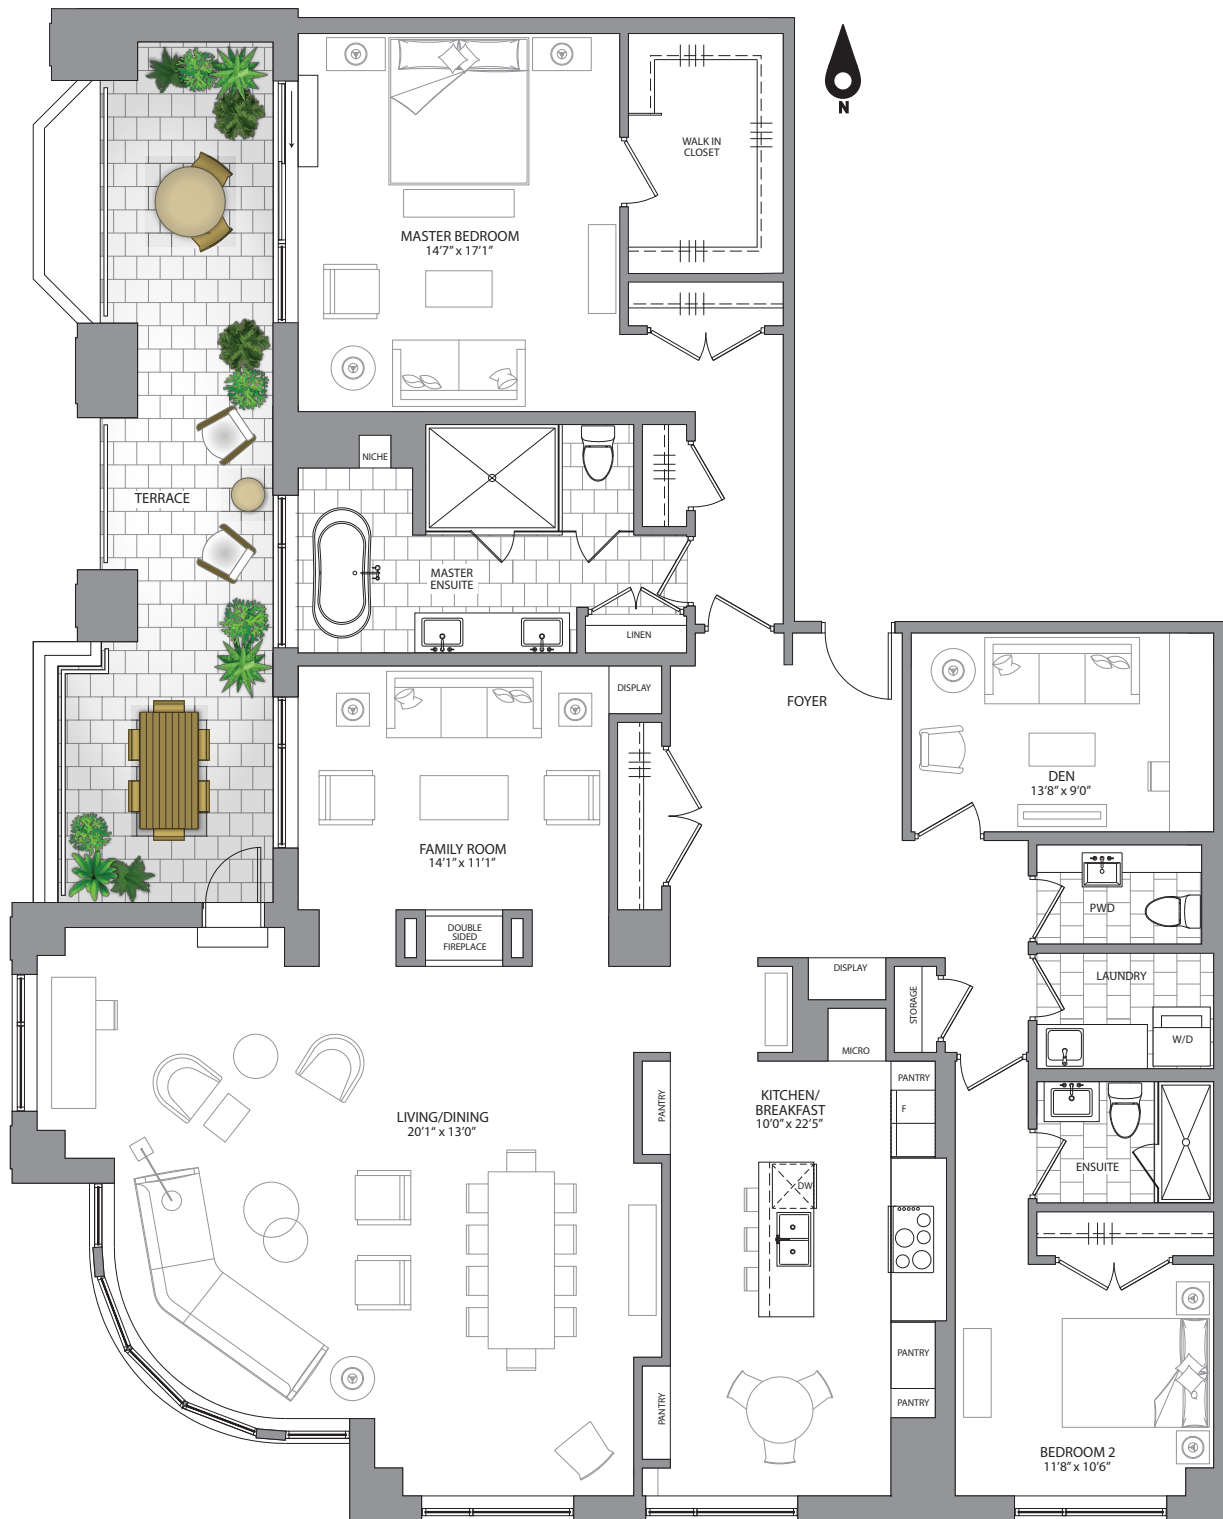 N
WALK IN
CLOSET
MASTER BEDROOM
14'7" x 17'1"
NICHE
TERRACE
MASTER
ENSUITE
LINEN
DISPLAY
FOYER
DEN
13'8" x 9'0"
FAMILY ROOM
14'1" x 11'1"
PWD
DOUBLE
SIDED
FIREPLACE
DISPLAY
LAUNDRY
STORAGE
W/D
MICRO
PANTRY
PANTRY
F
KITCHEN/
BREAKFAST
10'0" x 22'5"
LIVING/DINING
20'1" x 13'0"
ENSUITE
DW
PANTRY
PANTRY
PANTRY
BEDROOM 2
11'8" x 10'6"